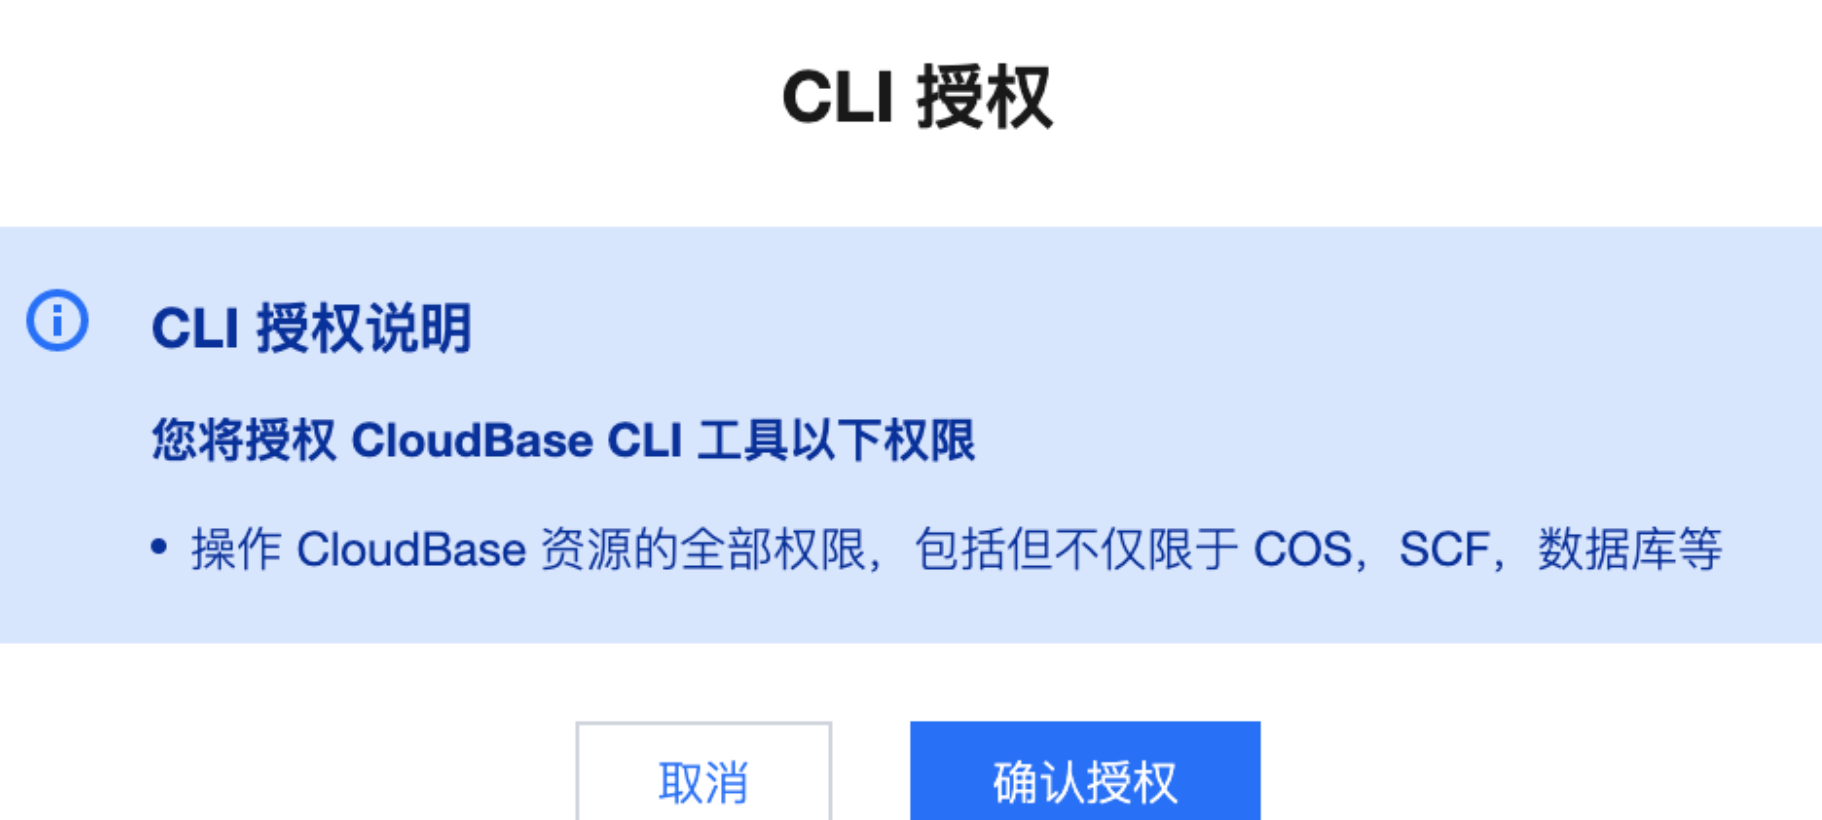 CLI 授权
CLI 授权说明
您将授权 CloudBase CLI 工具以下权限
• 操作 CloudBase 资源的全部权限，包括但不仅限于 COS，SCF，数据库等
取消
确认授权